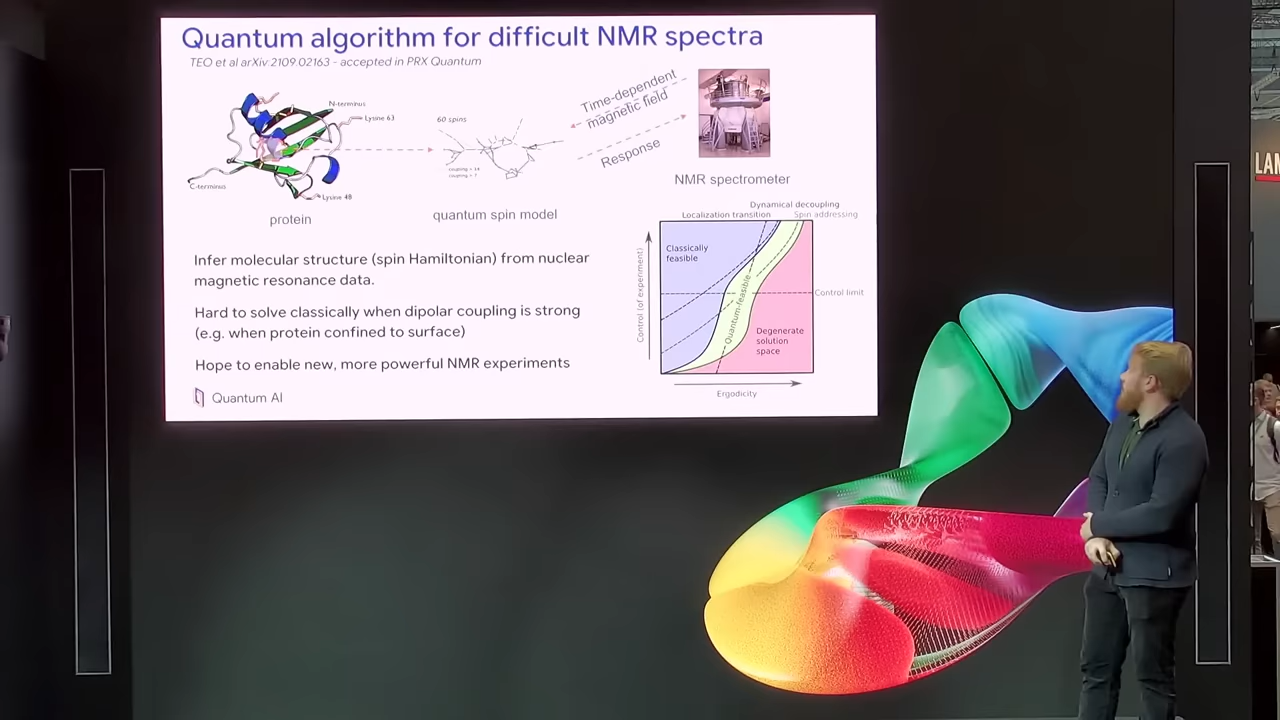 Quantum algorithm for difficult NMR spectra
TEO et al arXiv:2109.02163 - accepted in PRX Quantum
N-terminus
Lysine 63
C-terminus
Lysine 48
protein
60 spins
quantum spin model
Time-dependent
magnetic field
Response
NMR spectrometer
Infer molecular structure (spin Hamiltonian) from nuclear
magnetic resonance data.
Hard to solve classically when dipolar coupling is strong
(e.g. when protein confined to surface)
Hope to enable new, more powerful NMR experiments
Quantum AI
Dynamical decoupling
Localization transition
Spin addressing
Classically
feasible
Control (of experiment)
Quantum-feasible
Control limit
Degenerate
solution
space
Ergodicity
LAM